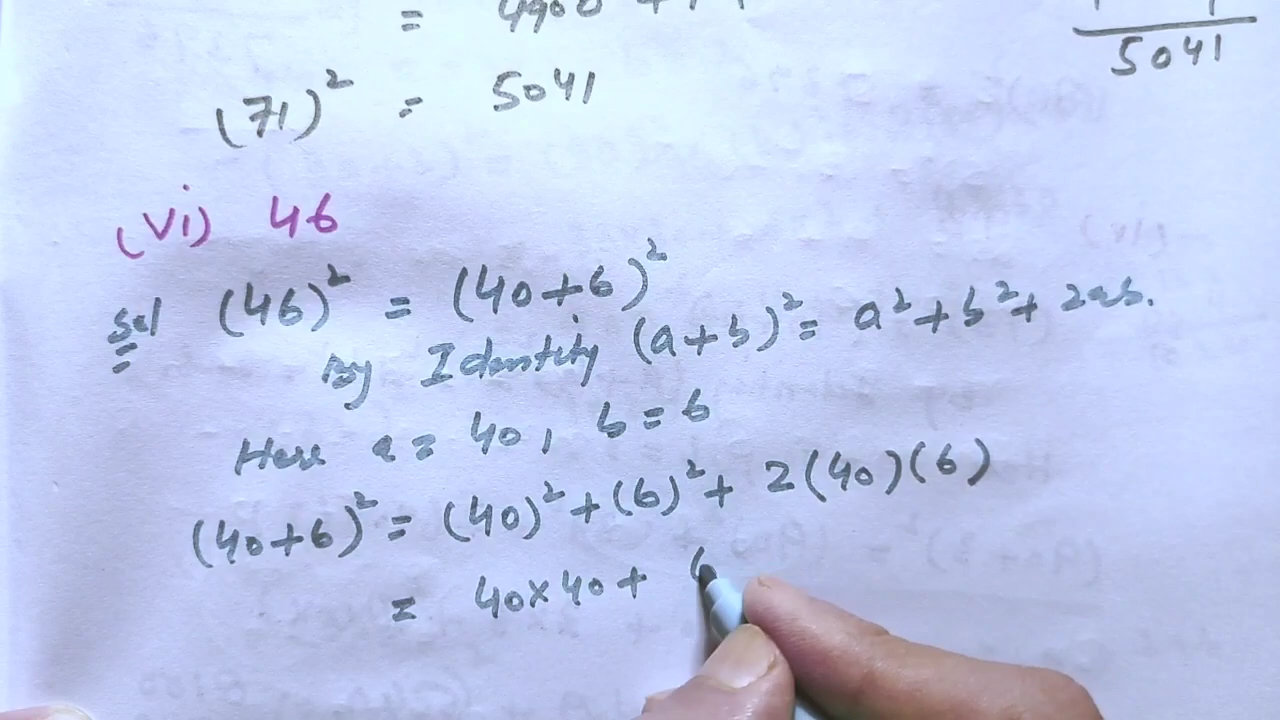 = 4900 +
5041
(71)² = 5041
(vi) 46
Sol (46)² = (40+6)²
By Identity (a+b)² = a² + b² + 2ab.
Here a = 40, b = 6
(40+6)² = (40)² + (6)² + 2(40)(6)
= 40×40 +